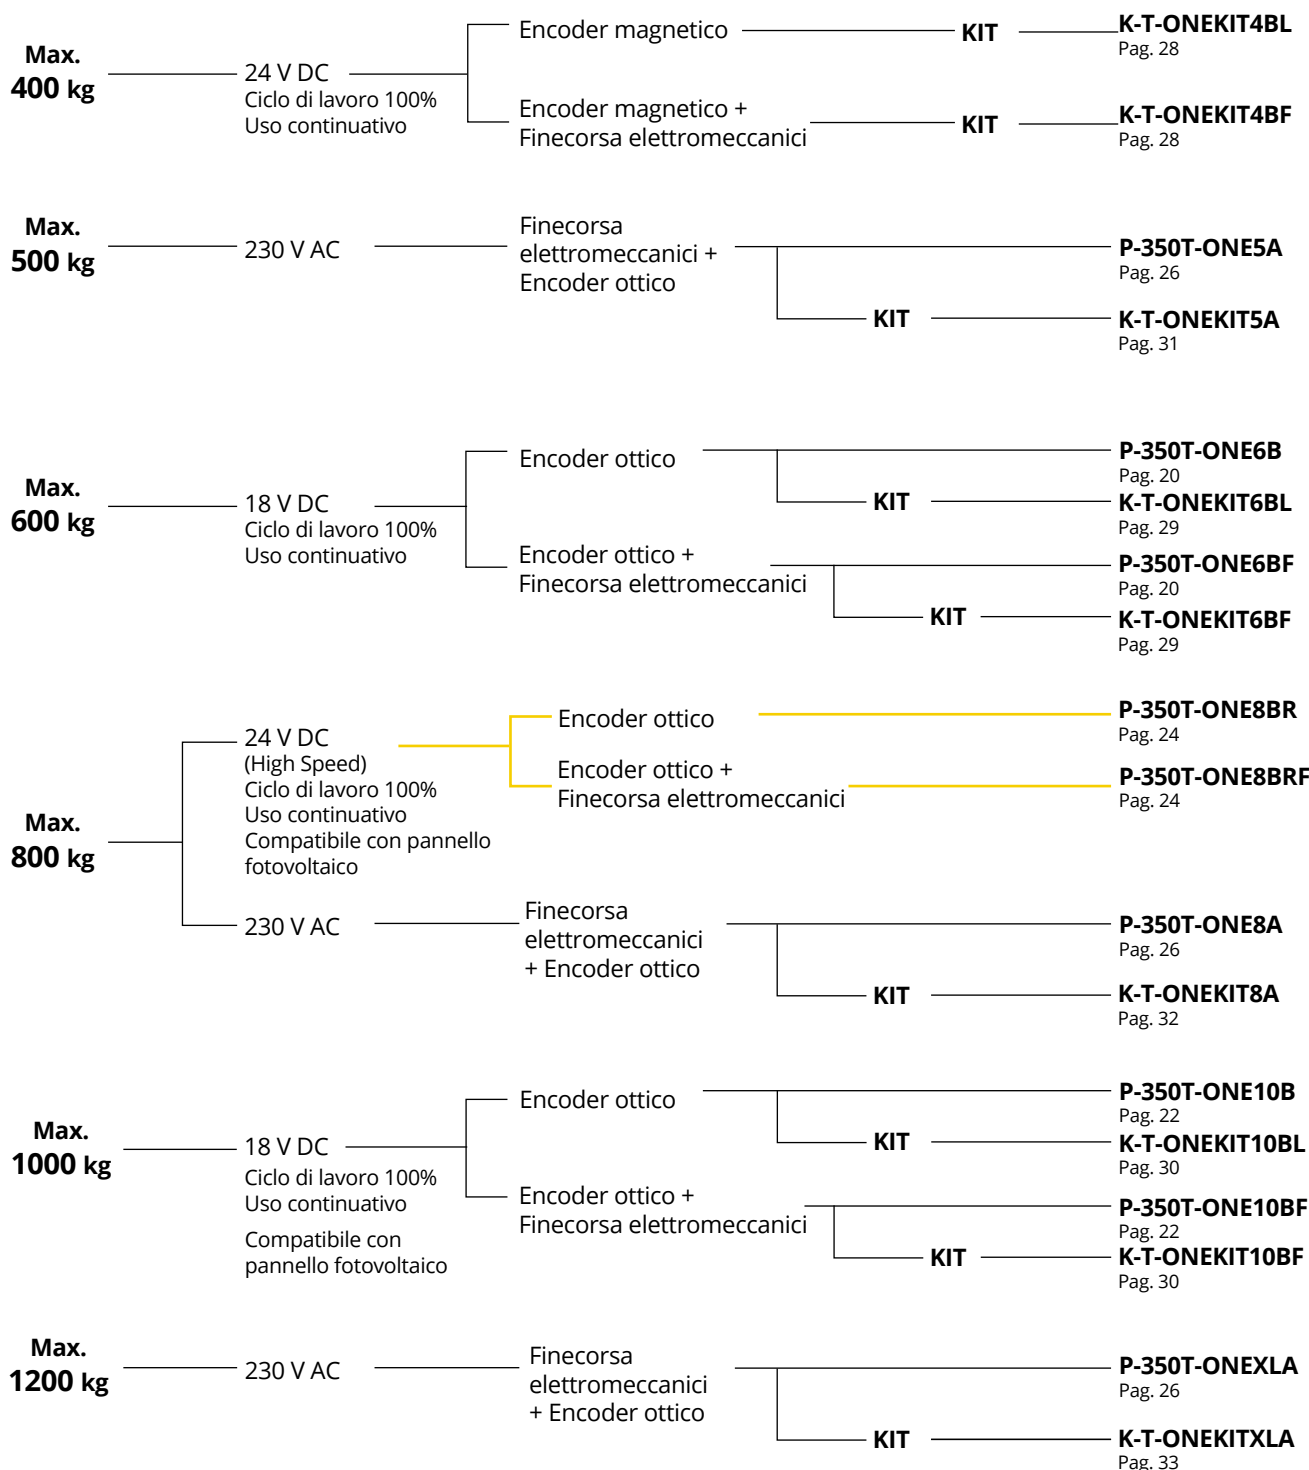 Max.
400 kg
24 V DC
Ciclo di lavoro 100%
Uso continuativo
Encoder magnetico
KIT
K-T-ONEKIT4BL
Pag. 28
Encoder magnetico +
Finecorsa elettromeccanici
KIT
K-T-ONEKIT4BF
Pag. 28
Max.
500 kg
230 V AC
Finecorsa
elettromeccanici +
Encoder ottico
P-350T-ONE5A
Pag. 26
KIT
K-T-ONEKIT5A
Pag. 31
Max.
600 kg
18 V DC
Ciclo di lavoro 100%
Uso continuativo
Encoder ottico
P-350T-ONE6B
Pag. 20
KIT
K-T-ONEKIT6BL
Pag. 29
Encoder ottico +
Finecorsa elettromeccanici
P-350T-ONE6BF
Pag. 20
KIT
K-T-ONEKIT6BF
Pag. 29
Max.
800 kg
24 V DC
(High Speed)
Ciclo di lavoro 100%
Uso continuativo
Compatibile con pannello
fotovoltaico
Encoder ottico
P-350T-ONE8BR
Pag. 24
Encoder ottico +
Finecorsa elettromeccanici
P-350T-ONE8BRF
Pag. 24
230 V AC
Finecorsa
elettromeccanici
+ Encoder ottico
P-350T-ONE8A
Pag. 26
KIT
K-T-ONEKIT8A
Pag. 32
Max.
1000 kg
18 V DC
Ciclo di lavoro 100%
Uso continuativo
Compatibile con
pannello fotovoltaico
Encoder ottico
P-350T-ONE10B
Pag. 22
KIT
K-T-ONEKIT10BL
Pag. 30
Encoder ottico +
Finecorsa elettromeccanici
P-350T-ONE10BF
Pag. 22
KIT
K-T-ONEKIT10BF
Pag. 30
Max.
1200 kg
230 V AC
Finecorsa
elettromeccanici
+ Encoder ottico
P-350T-ONEXLA
Pag. 26
KIT
K-T-ONEKITXLA
Pag. 33